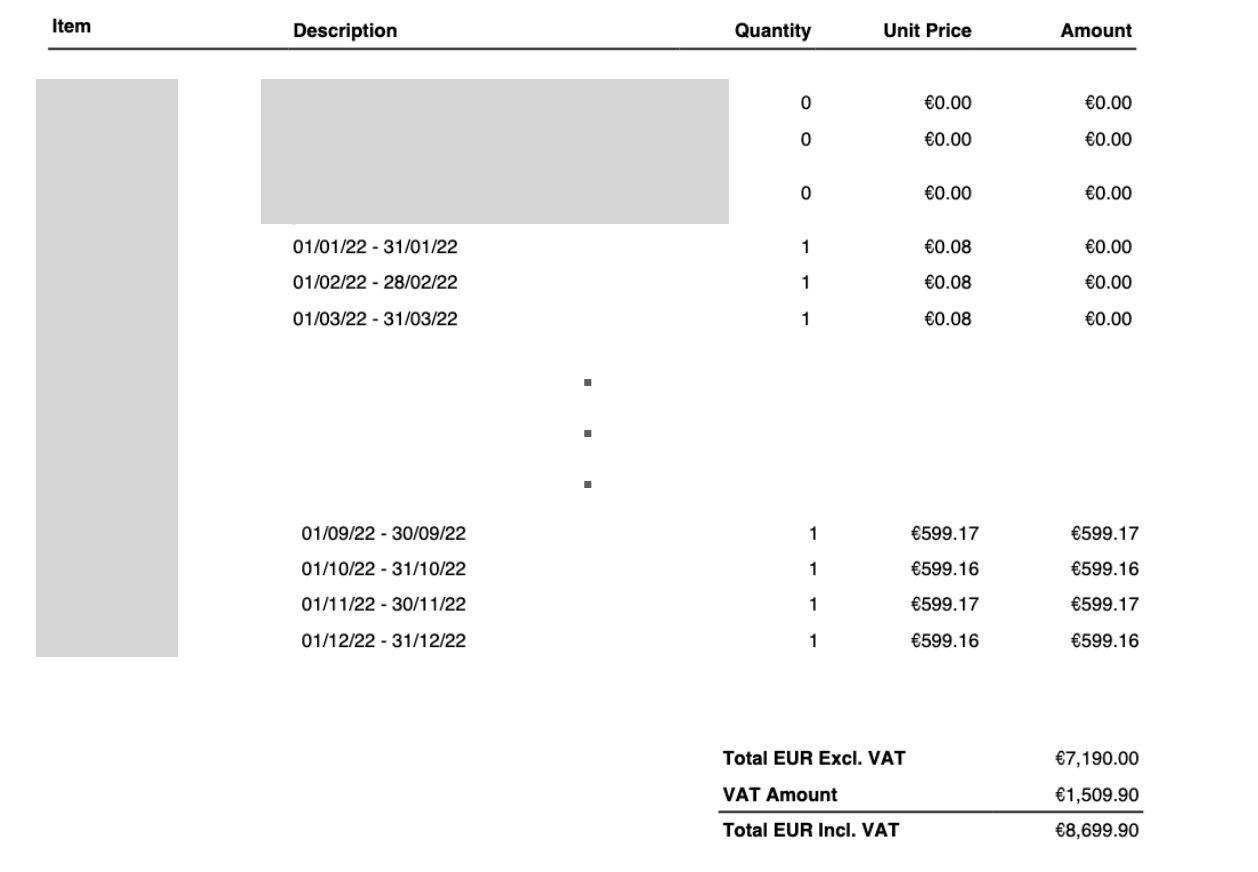 Item Description Quantity Unit Price Amount
0 €0.00 €0.00
0 €0.00 €0.00
0 €0.00 €0.00
01/01/22 - 31/01/22 1 €0.08 €0.00
01/02/22 - 28/02/22 1 €0.08 €0.00
01/03/22 - 31/03/22 1 €0.08 €0.00
01/09/22 - 30/09/22 1 €599.17 €599.17
01/10/22 - 31/10/22 1 €599.16 €599.16
01/11/22 - 30/11/22 1 €599.17 €599.17
01/12/22 - 31/12/22 1 €599.16 €599.16
Total EUR Excl. VAT €7,190.00
VAT Amount €1,509.90
Total EUR Incl. VAT €8,699.90